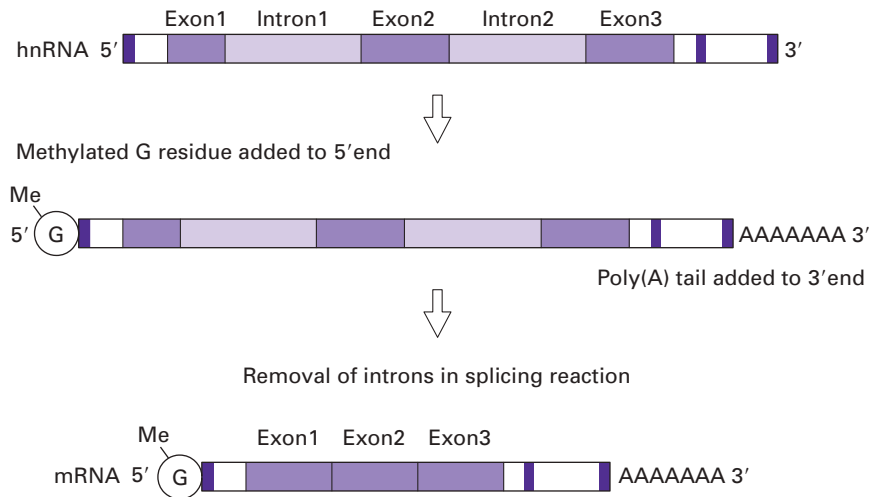 Exon1 Intron1 Exon2 Intron2 Exon3
hnRNA 5′ 3′
Methylated G residue added to 5′end
Me
5′ G AAAAAAA 3′
Poly(A) tail added to 3′end
Removal of introns in splicing reaction
Me Exon1 Exon2 Exon3
mRNA 5′ G AAAAAAA 3′